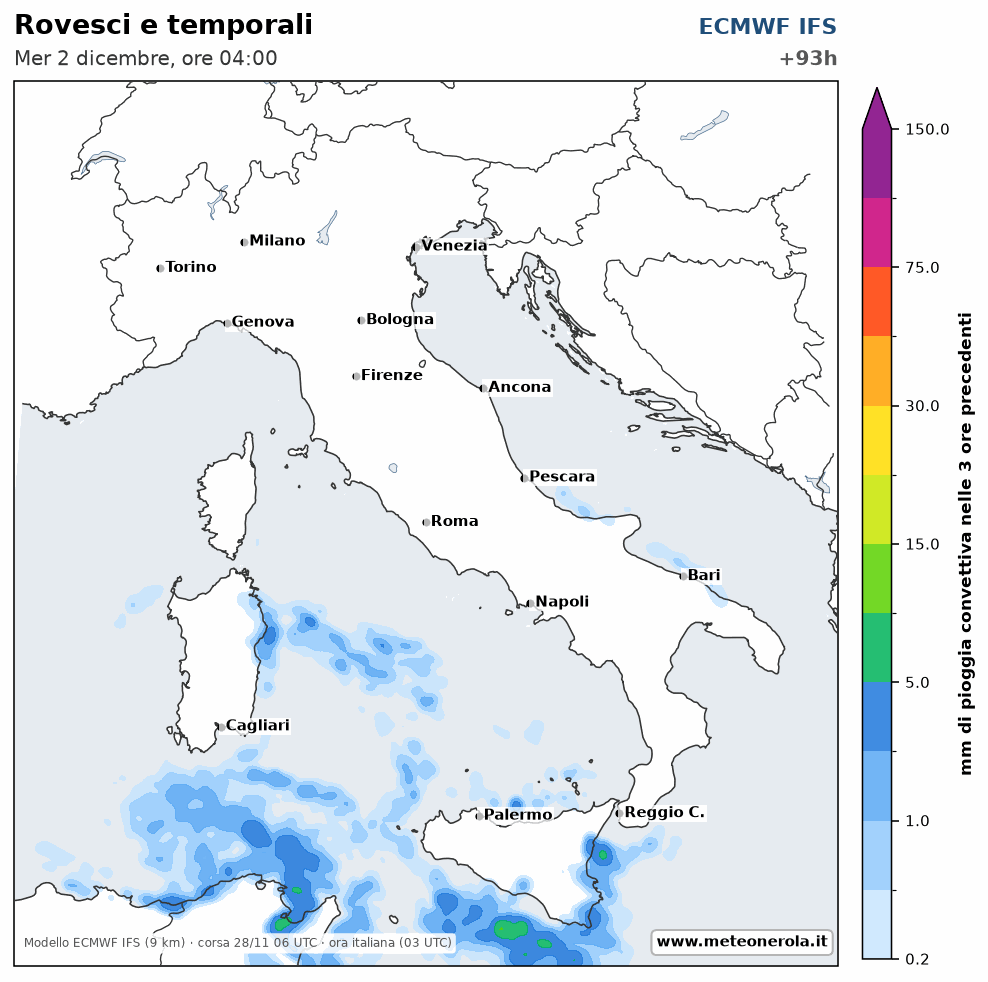 Rovesci e temporali
ECMWF IFS
Mer 2 dicembre, ore 04:00
+93h
150.0
75.0
30.0
15.0
5.0
1.0
0.2
mm di pioggia convettiva nelle 3 ore precedenti
Milano
Venezia
Torino
Genova
Bologna
Firenze
Ancona
Pescara
Roma
Bari
Napoli
Cagliari
Palermo
Reggio C.
Modello ECMWF IFS (9 km) · corsa 28/11 06 UTC · ora italiana (03 UTC)
www.meteonerola.it